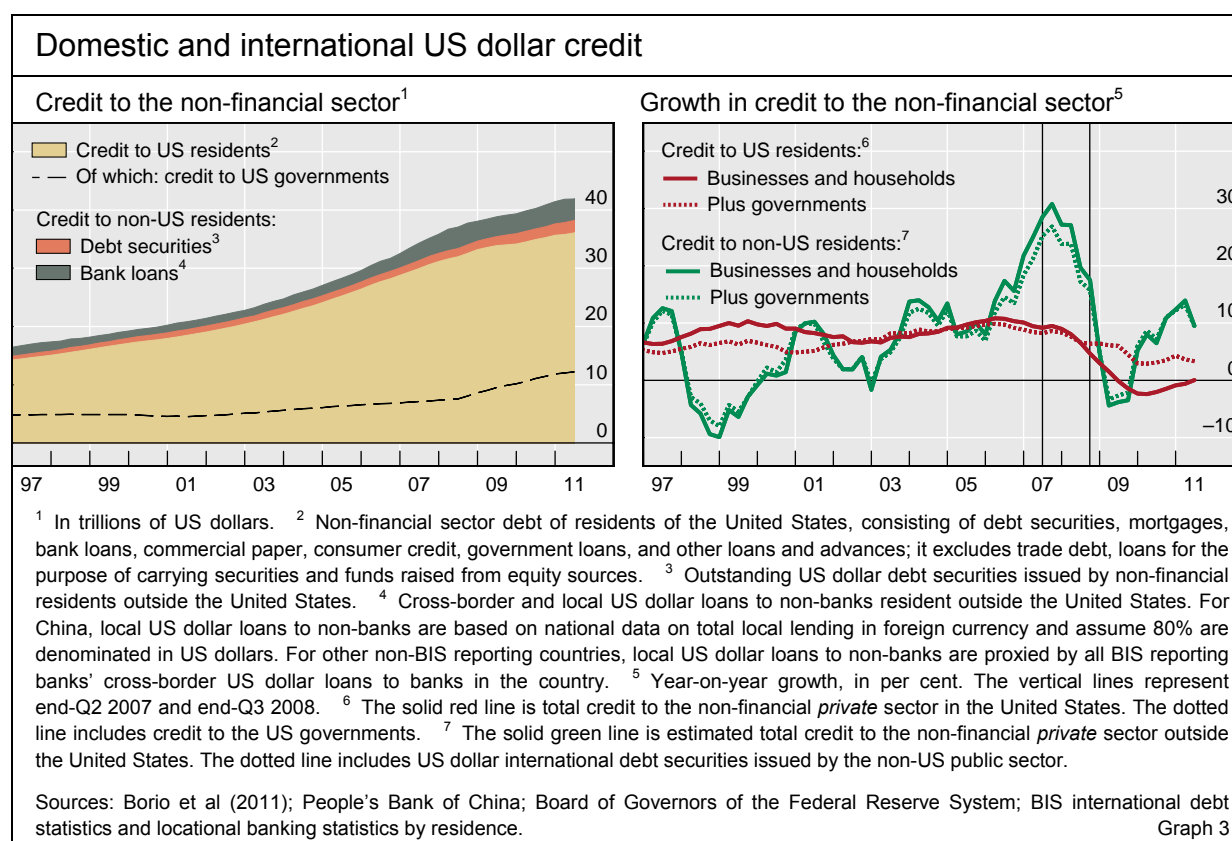 Domestic and international US dollar credit
Credit to the non-financial sector1
Growth in credit to the non-financial sector5
Credit to US residents2
Of which: credit to US governments
Credit to non-US residents:
Debt securities3
Bank loans4
40
30
20
10
0
97 99 01 03 05 07 09 11
Credit to US residents:6
Businesses and households
Plus governments
Credit to non-US residents:7
Businesses and households
Plus governments
30
20
10
0
–10
97 99 01 03 05 07 09 11
1 In trillions of US dollars. 2 Non-financial sector debt of residents of the United States, consisting of debt securities, mortgages,
bank loans, commercial paper, consumer credit, government loans, and other loans and advances; it excludes trade debt, loans for the
purpose of carrying securities and funds raised from equity sources. 3 Outstanding US dollar debt securities issued by non-financial
residents outside the United States. 4 Cross-border and local US dollar loans to non-banks resident outside the United States. For
China, local US dollar loans to non-banks are based on national data on total local lending in foreign currency and assume 80% are
denominated in US dollars. For other non-BIS reporting countries, local US dollar loans to non-banks are proxied by all BIS reporting
banks' cross-border US dollar loans to banks in the country. 5 Year-on-year growth, in per cent. The vertical lines represent
end-Q2 2007 and end-Q3 2008. 6 The solid red line is total credit to the non-financial private sector in the United States. The dotted
line includes credit to the US governments. 7 The solid green line is estimated total credit to the non-financial private sector outside
the United States. The dotted line includes US dollar international debt securities issued by the non-US public sector.
Sources: Borio et al (2011); People's Bank of China; Board of Governors of the Federal Reserve System; BIS international debt
statistics and locational banking statistics by residence.
Graph 3